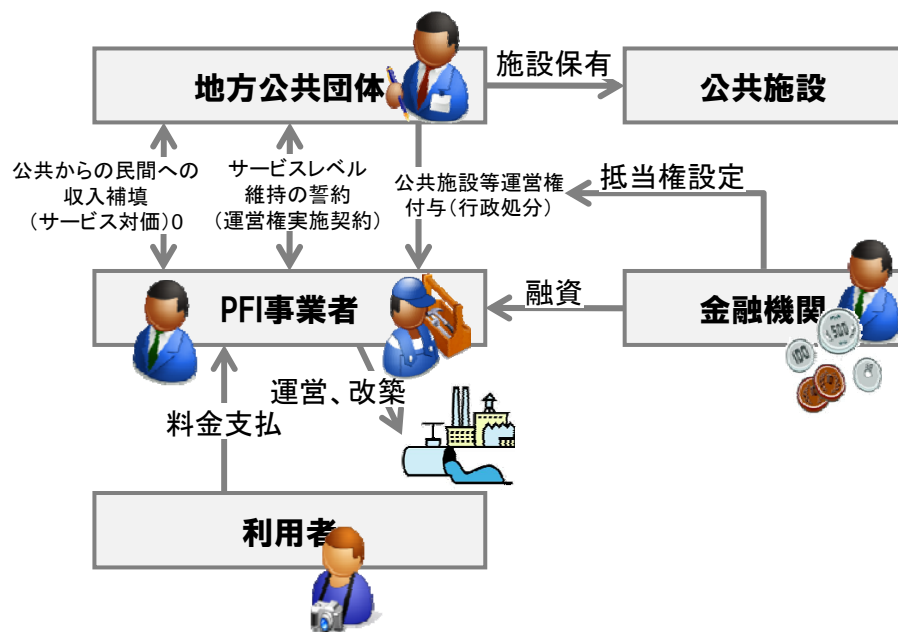 地方公共団体
施設保有
公共施設
公共からの民間への
収入補填
(サービス対価)0
サービスレベル
維持の誓約
(運営権実施契約)
公共施設等運営権
付与(行政処分)
抵当権設定
PFI事業者
融資
金融機関
500
100
運営、改築
料金支払
利用者